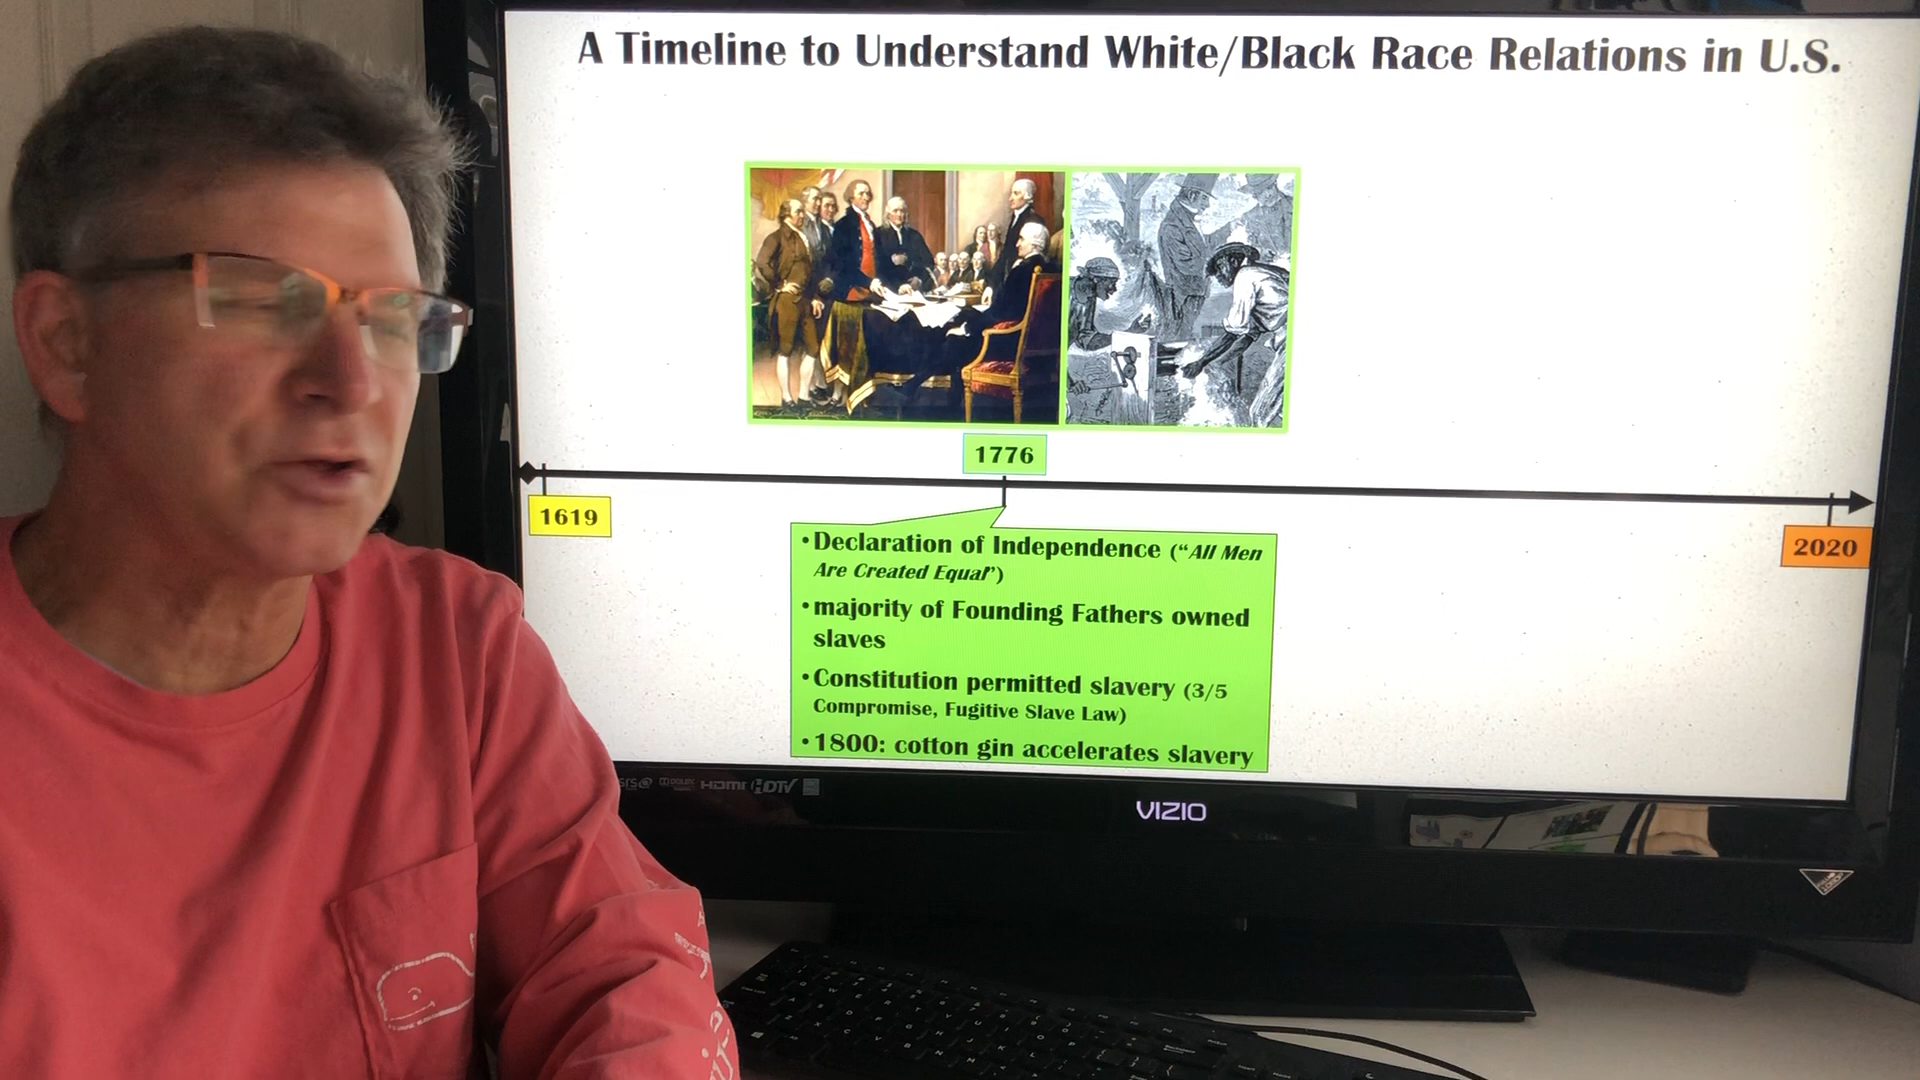 A Timeline to Understand White/Black Race Relations in U.S.
1776
1619
2020
• Declaration of Independence (“All Men
Are Created Equal”)
• majority of Founding Fathers owned
slaves
• Constitution permitted slavery (3/5
Compromise, Fugitive Slave Law)
• 1800: cotton gin accelerates slavery
HDMI HDTV
VIZIO